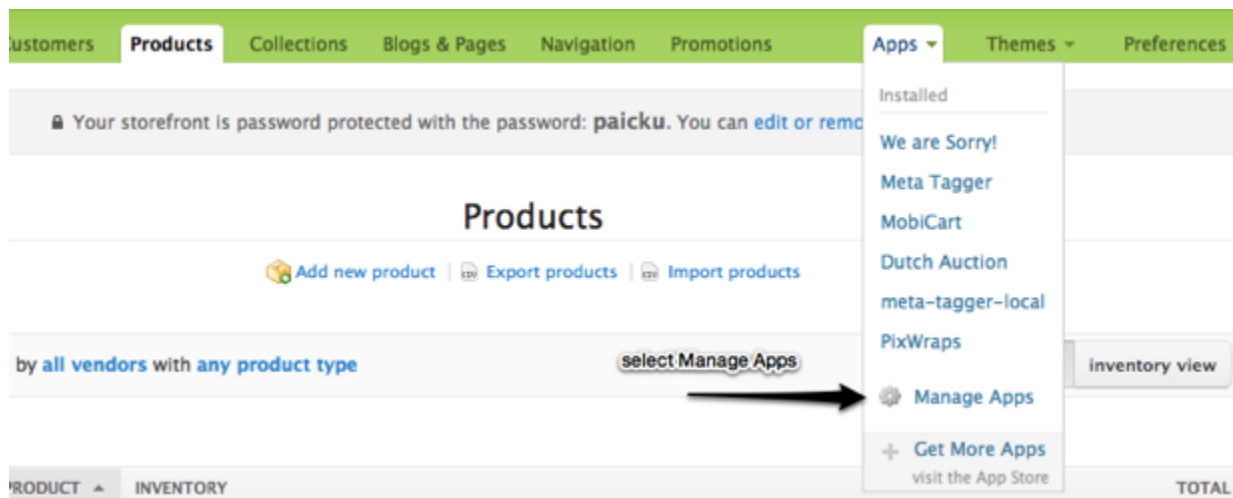 ustomers Products Collections Blogs & Pages Navigation Promotions Apps Themes Preferences
Installed
Your storefront is password protected with the password: paicku. You can edit or remo
We are Sorry!
Meta Tagger
Products
MobiCart
Add new product | Export products | Import products
Dutch Auction
meta-tagger-local
PixWraps
by all vendors with any product type
select Manage Apps
inventory view
Manage Apps
Get More Apps
visit the App Store
RODUCT INVENTORY TOTAL